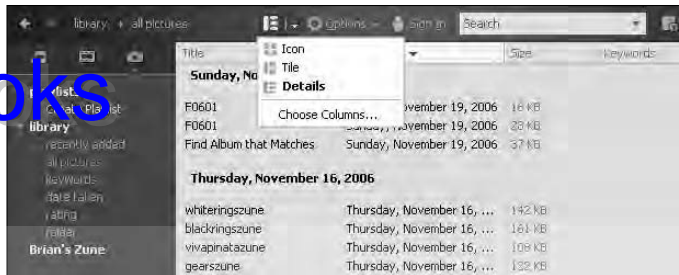 library all pictures Options Sign In Search
Icon
Tile
Details
Choose Columns...
Title Size Keywords
Sunday, No
F0601 November 19, 2006 16 KB
F0601 Sunday, November 19, 2006 23 KB
Find Album that Matches Sunday, November 19, 2006 37 KB
Thursday, November 16, 2006
whiteringszune Thursday, November 16, ... 142 KB
blackringszune Thursday, November 16, ... 161 KB
vivapinatazune Thursday, November 16, ... 108 KB
gearszune Thursday, November 16, ... 132 KB
oks
playlists
Create Playlist
library
recently added
all pictures
keywords
date taken
rating
folder
Brian's Zune